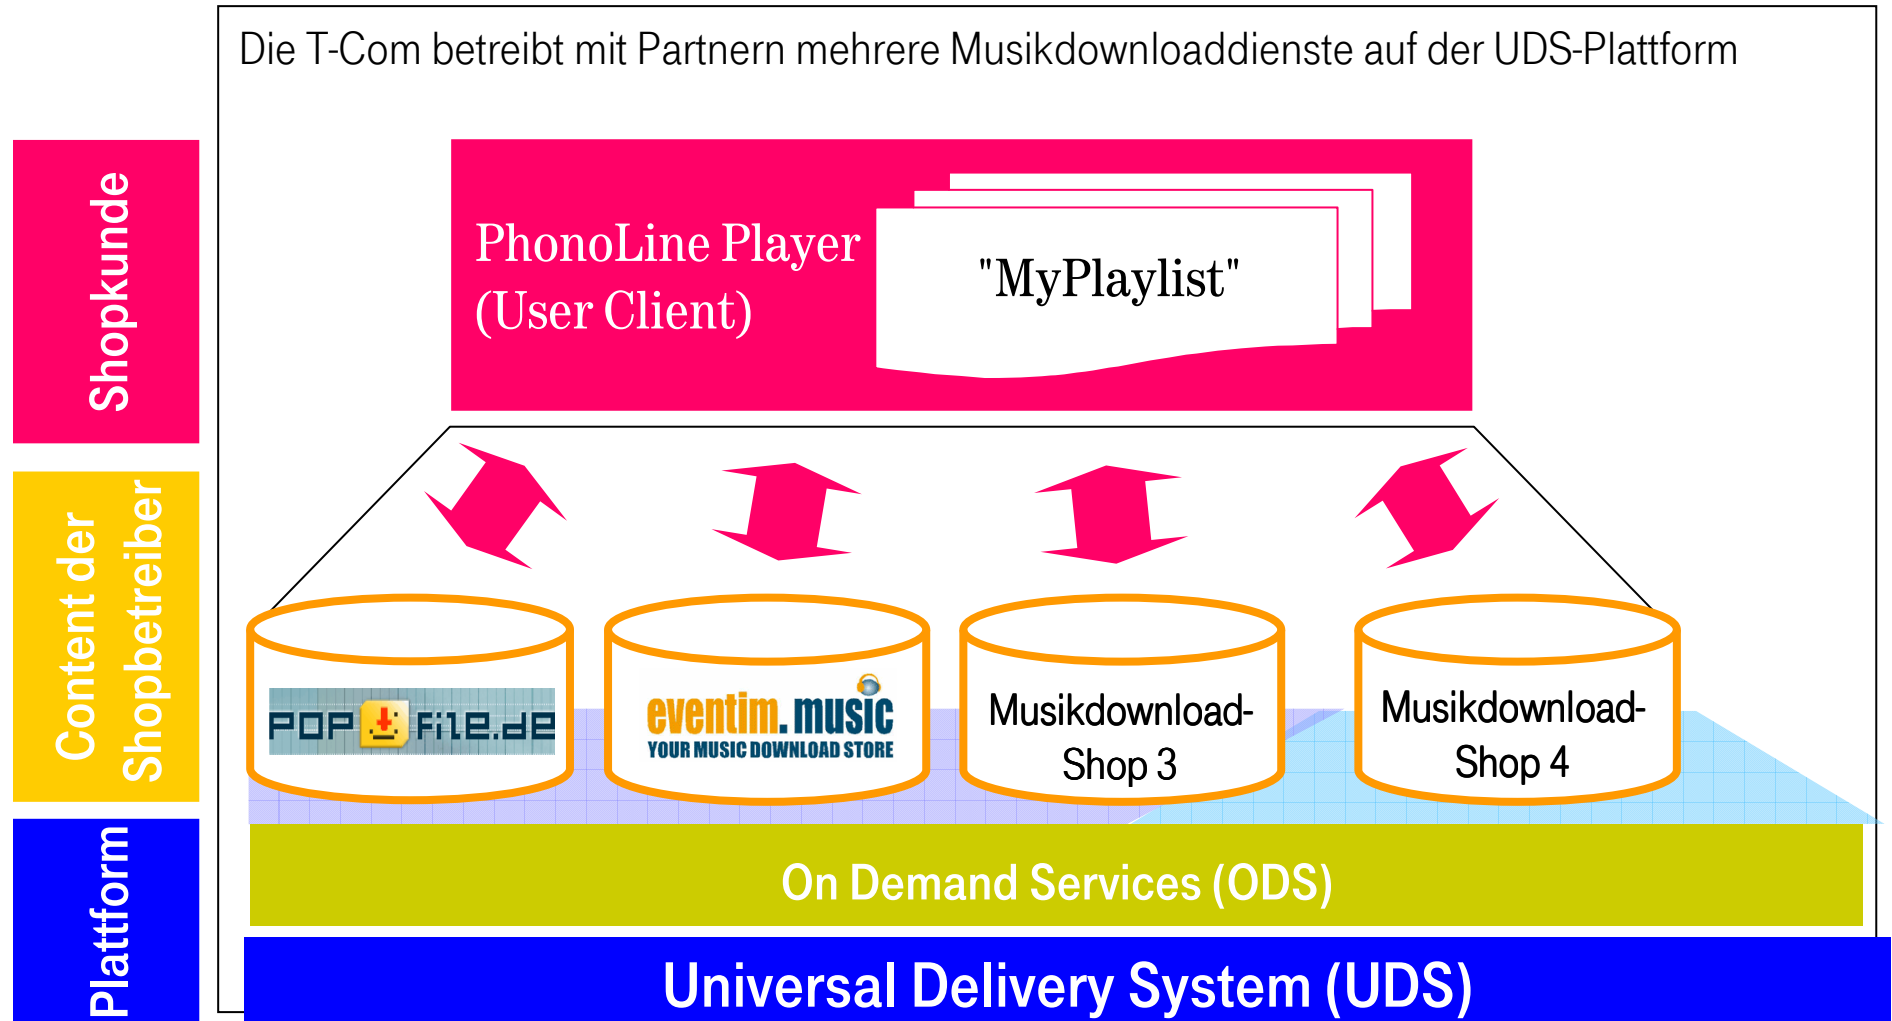 Die T-Com betreibt mit Partnern mehrere Musikdownloaddienste auf der UDS-Plattform
Shopkunde
PhonoLine Player
(User Client)
"MyPlaylist"
Content der
Shopbetreiber
POP file.de
eventim.music
YOUR MUSIC DOWNLOAD STORE
Musikdownload-
Shop 3
Musikdownload-
Shop 4
Plattform
On Demand Services (ODS)
Universal Delivery System (UDS)